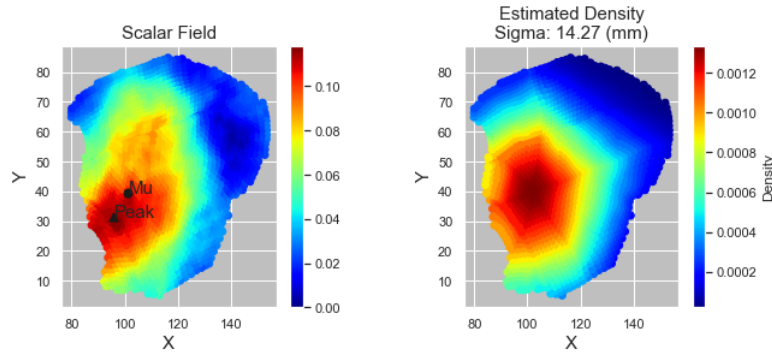 Scalar Field
80
70
60
50
40
30
20
10
Y
Mu
Peak
80 100 120 140
X
0.10
0.08
0.06
0.04
0.02
0.00
Estimated Density
Sigma: 14.27 (mm)
80
70
60
50
40
30
20
10
Y
80 100 120 140
X
0.0012
0.0010
0.0008
0.0006
0.0004
0.0002
Density